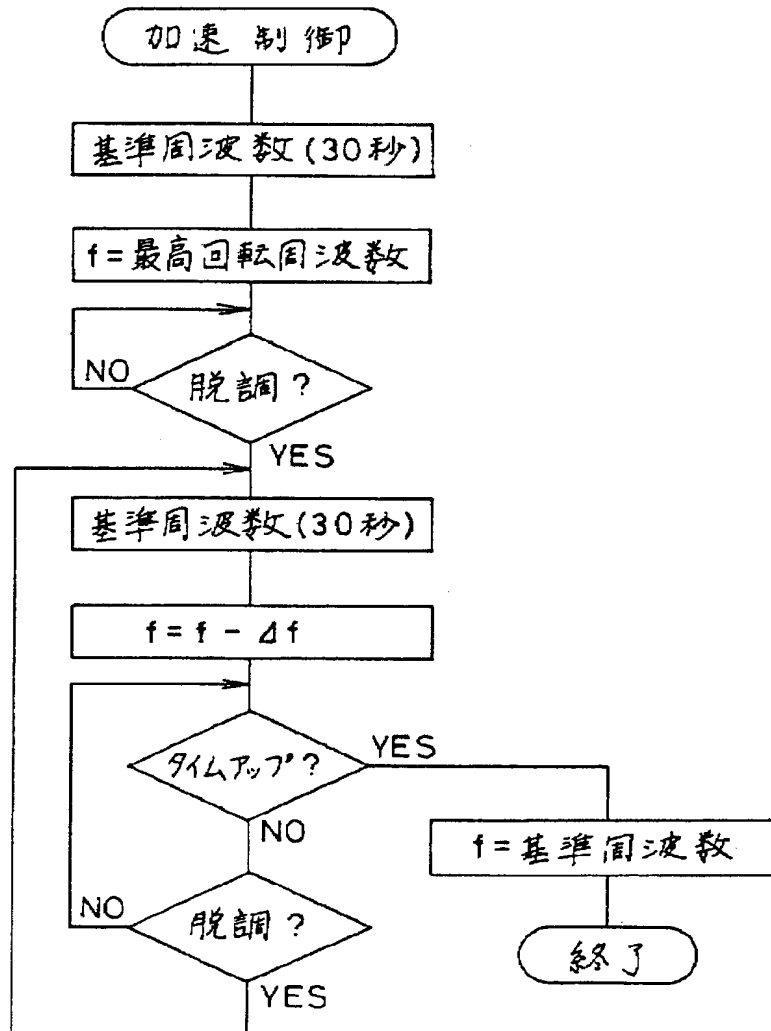 加速制御
基準周波数(30秒)
f=最高回転周波数
NO
脱調?
YES
基準周波数(30秒)
f = f - Δf
タイムアップ?
YES
NO
f=基準周波数
NO
脱調?
終了
YES